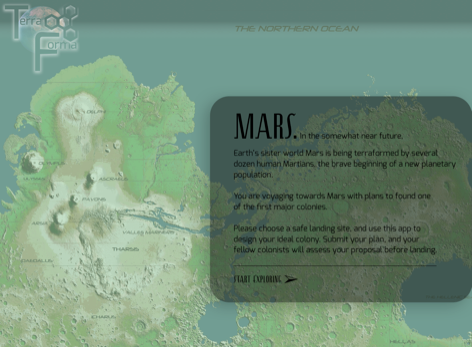 Terra
Forma
THE NORTHERN OCEAN
MARS. In the somewhat near future.
Earth's sister world Mars is being terraformed by several
dozen human Martians, the brave beginning of a new planetary
population.
You are voyaging towards Mars with plans to found one
of the first major colonies.
Please choose a safe landing site, and use this app to
design your ideal colony. Submit your plan, and your
fellow colonists will assess your proposal before landing.
START EXPLORING
THARSIS
HELLAS